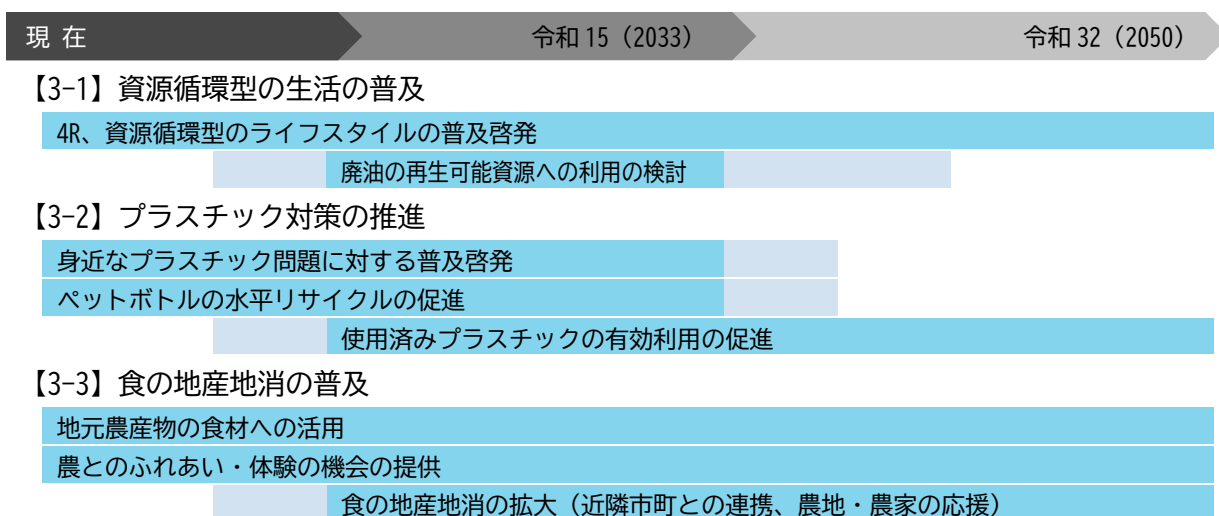 現在 令和15（2033） 令和32（2050）
【3-1】資源循環型の生活の普及
4R、資源循環型のライフスタイルの普及啓発
廃油の再生可能資源への利用の検討
【3-2】プラスチック対策の推進
身近なプラスチック問題に対する普及啓発
ペットボトルの水平リサイクルの促進
使用済みプラスチックの有効利用の促進
【3-3】食の地産地消の普及
地元農産物の食材への活用
農とのふれあい・体験の機会の提供
食の地産地消の拡大（近隣市町との連携、農地・農家の応援）